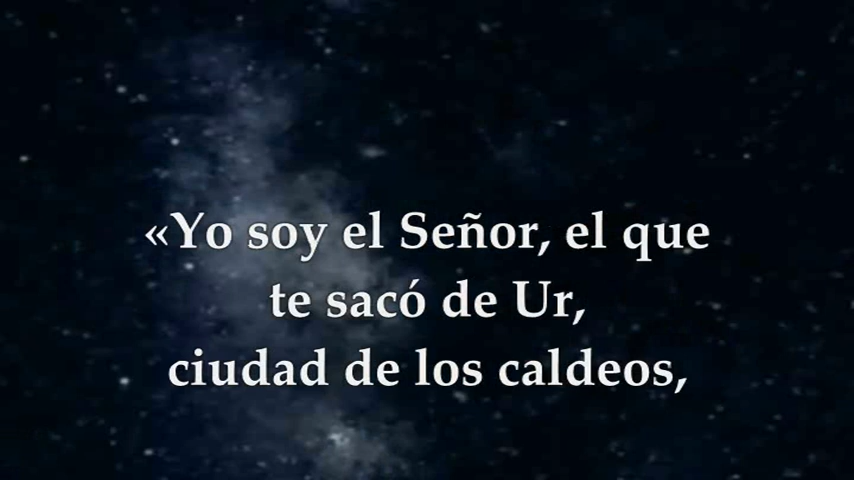 «Yo soy el Señor, el que
te sacó de Ur,
ciudad de los caldeos,